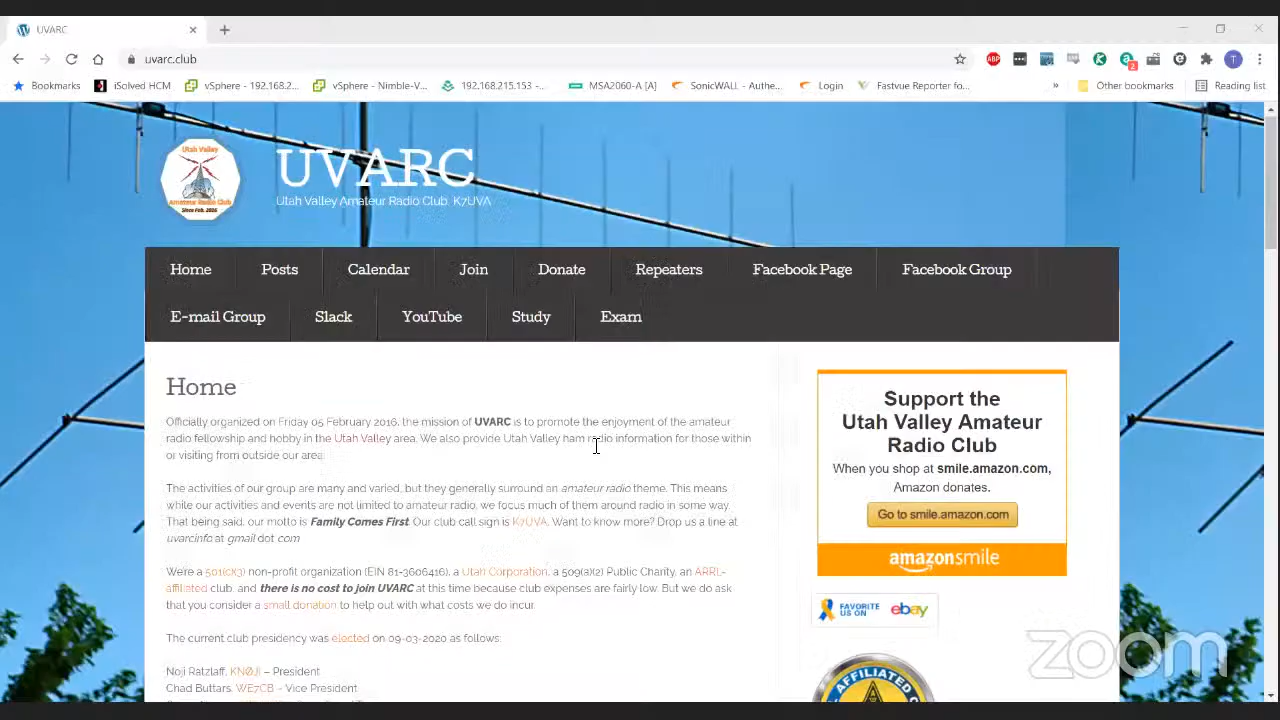 UVARC
uvarc.club
Bookmarks
iSolved HCM
vSphere - 192.168.2...
vSphere - Nimble-V...
192.168.215.153 -...
MSA2060-A [A]
SonicWALL - Authe...
Login
Fastvue Reporter fo...
»
Other bookmarks
Reading list
ABP
2
T
Utah Valley
Amateur Radio Club
Since Feb. 2016
UVARC
Utah Valley Amateur Radio Club, K7UVA
Home
Posts
Calendar
Join
Donate
Repeaters
Facebook Page
Facebook Group
E-mail Group
Slack
YouTube
Study
Exam
Home
Officially organized on Friday 05 February 2016, the mission of UVARC is to promote the enjoyment of the amateur
radio fellowship and hobby in the Utah Valley area. We also provide Utah Valley ham radio information for those within
or visiting from outside our area.
The activities of our group are many and varied, but they generally surround an amateur radio theme. This means
while our activities and events are not limited to amateur radio, we focus much of them around radio in some way.
That being said, our motto is Family Comes First. Our club call sign is K7UVA. Want to know more? Drop us a line at
uvarcinfo at gmail dot com
We're a 501(c)(3) non-profit organization (EIN 81-3606416), a Utah Corporation, a 509(a)(2) Public Charity, an ARRL-
affiliated club, and there is no cost to join UVARC at this time because club expenses are fairly low. But we do ask
that you consider a small donation to help out with what costs we do incur.
The current club presidency was elected on 09-03-2020 as follows:
Noji Ratzlaff, KNØJI – President
Chad Buttars, WE7CB – Vice President
Support the
Utah Valley Amateur
Radio Club
When you shop at smile.amazon.com,
Amazon donates.
Go to smile.amazon.com
amazonsmile
FAVORITE
US ON
ebay
AFFILIATED C
zoom